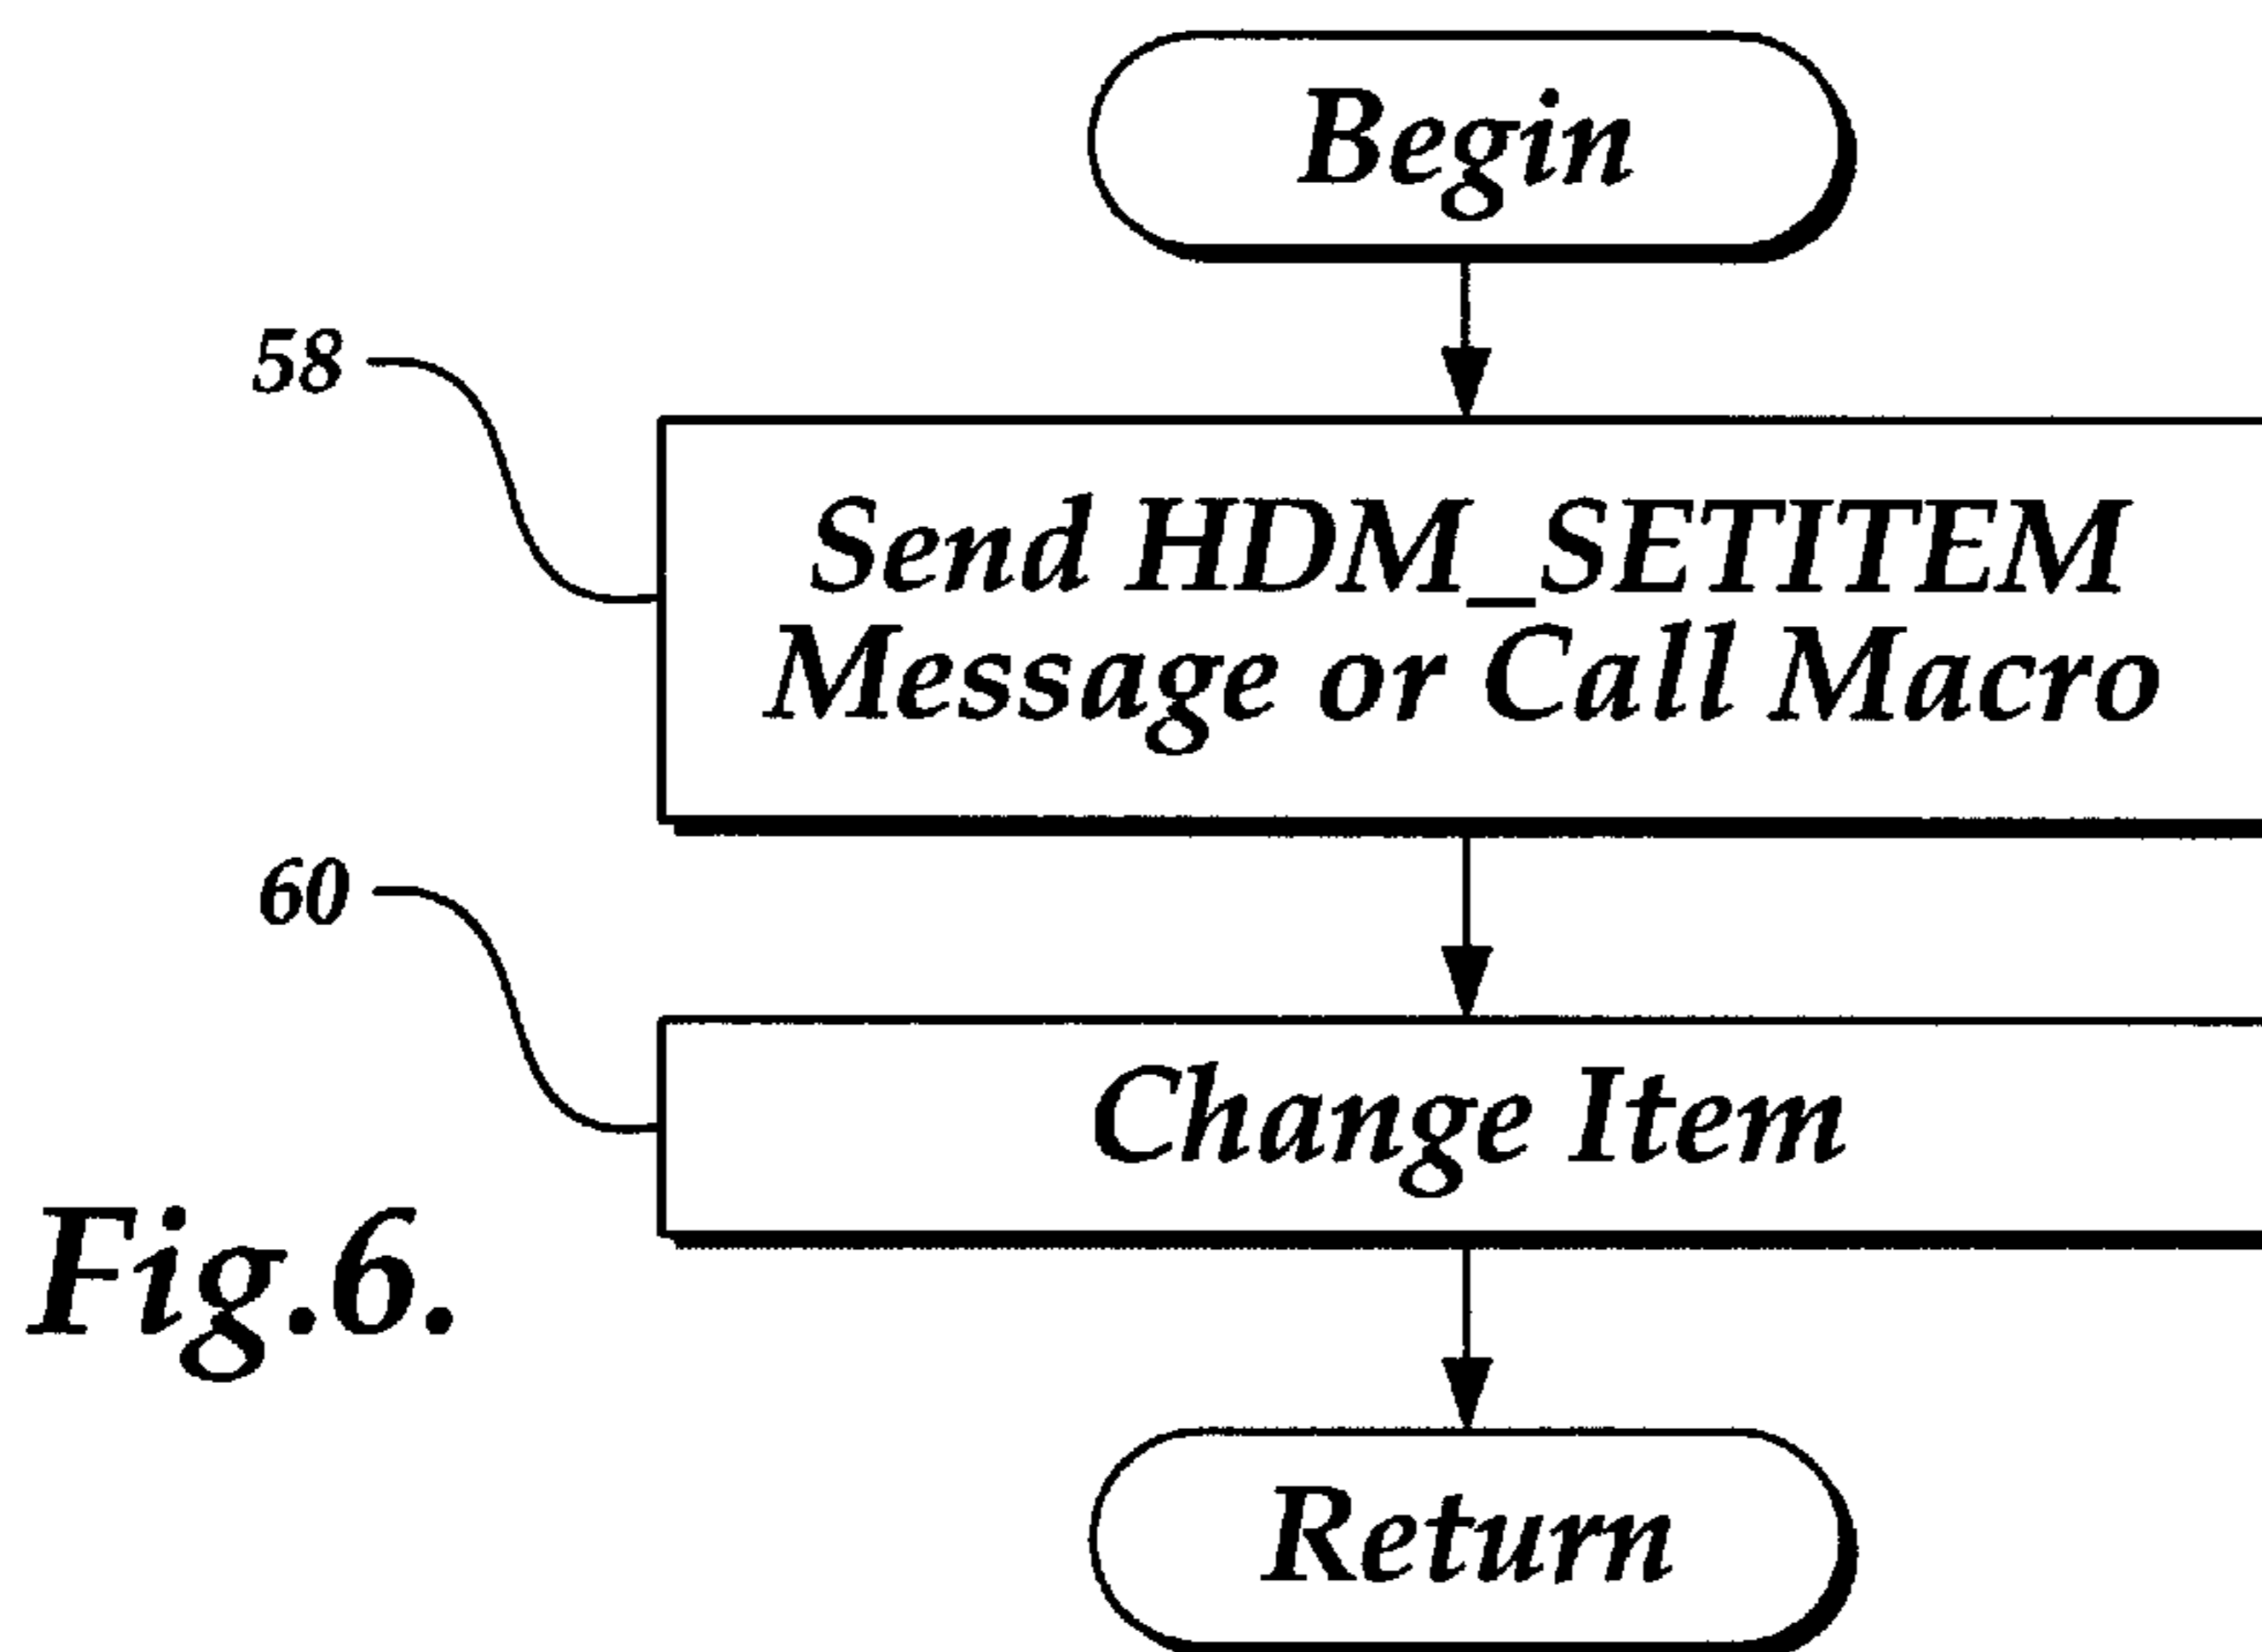 Begin
58
Send HDM_SETITEM
Message or Call Macro
60
Change Item
Fig.6.
Return